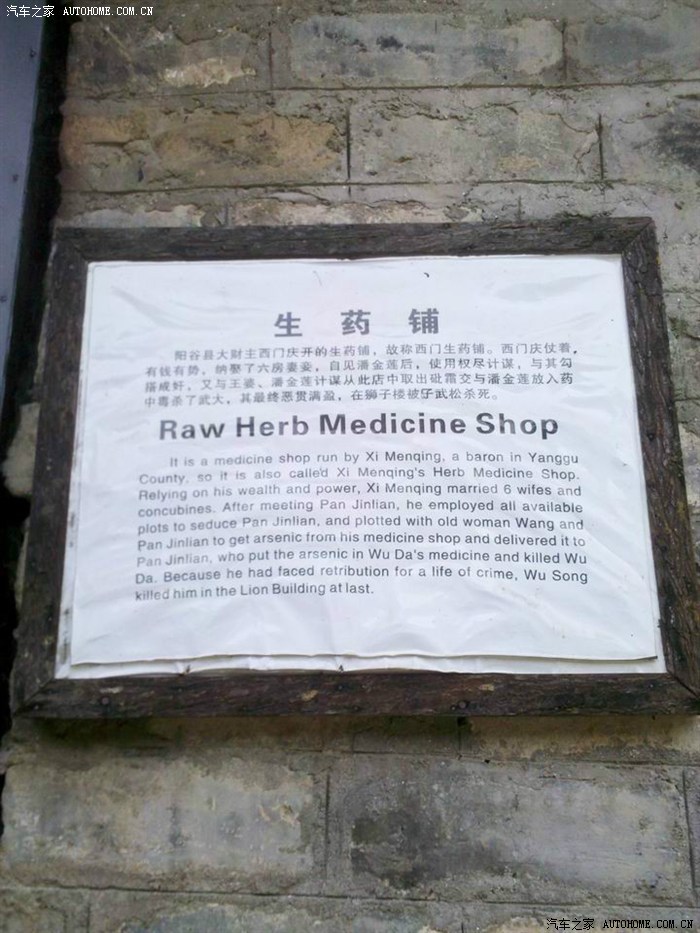 汽车之家 AUTOHOME.COM.CN
生药铺
阳谷县大财主西门庆开的生药铺，故称西门生药铺。西门庆仗着，
有钱有势，纳娶了六房妻妾，自见潘金莲后，使用权尽计谋，与其勾
搭成奸，又与王婆、潘金莲计谋从此店中取出砒霜交与潘金莲放入药
中毒杀了武大，其最终恶贯满盈，在狮子楼被仔武松杀死。
Raw Herb Medicine Shop
It is a medicine shop run by Xi Menqing, a baron in Yanggu
County, so it is also called Xi Menqing's Herb Medicine Shop.
Relying on his wealth and power, Xi Menqing married 6 wifes and
concubines. After meeting Pan Jinlian, he employed all available
plots to seduce Pan Jinlian, and plotted with old woman Wang and
Pan Jinlian to get arsenic from his medicine shop and delivered it to
Pan Jinlian, who put the arsenic in Wu Da's medicine and killed Wu
Da. Because he had faced retribution for a life of crime, Wu Song
killed him in the Lion Building at last.
汽车之家 AUTOHOME.COM.CN